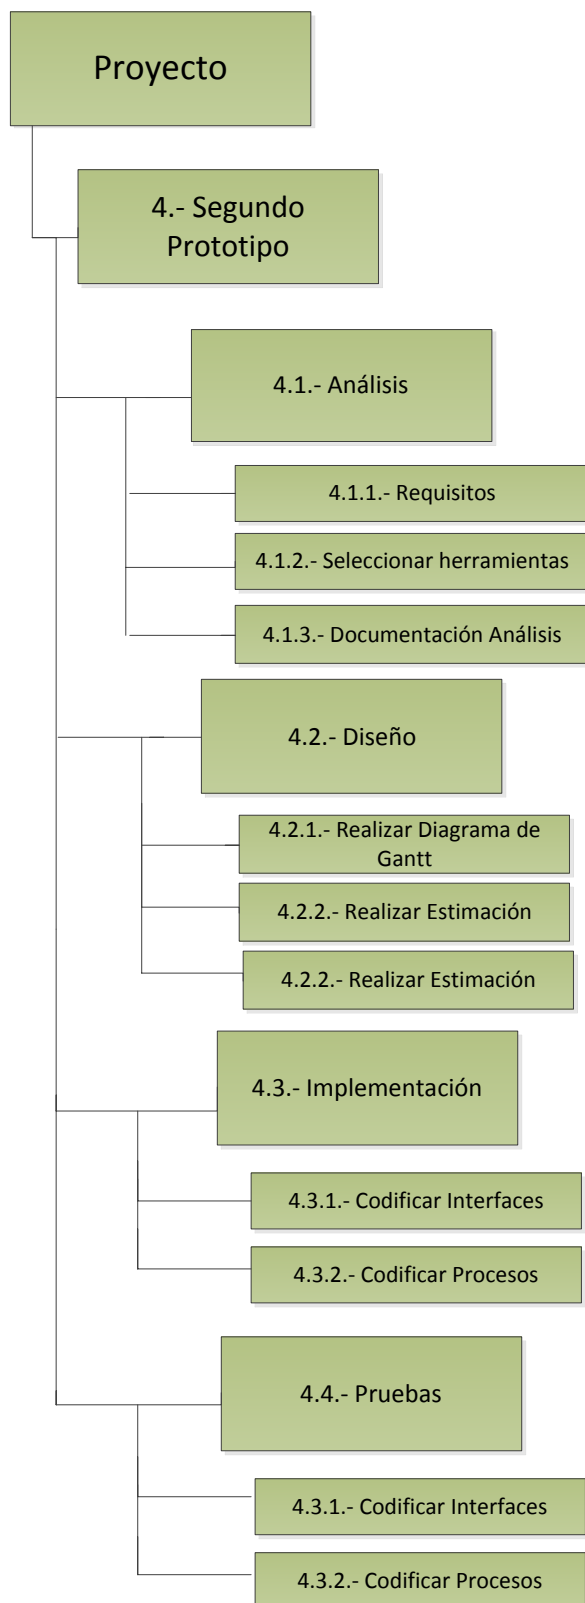 Proyecto
4.- Segundo
Prototipo
4.1.- Análisis
4.1.1.- Requisitos
4.1.2.- Seleccionar herramientas
4.1.3.- Documentación Análisis
4.2.- Diseño
4.2.1.- Realizar Diagrama de
Gantt
4.2.2.- Realizar Estimación
4.2.2.- Realizar Estimación
4.3.- Implementación
4.3.1.- Codificar Interfaces
4.3.2.- Codificar Procesos
4.4.- Pruebas
4.3.1.- Codificar Interfaces
4.3.2.- Codificar Procesos